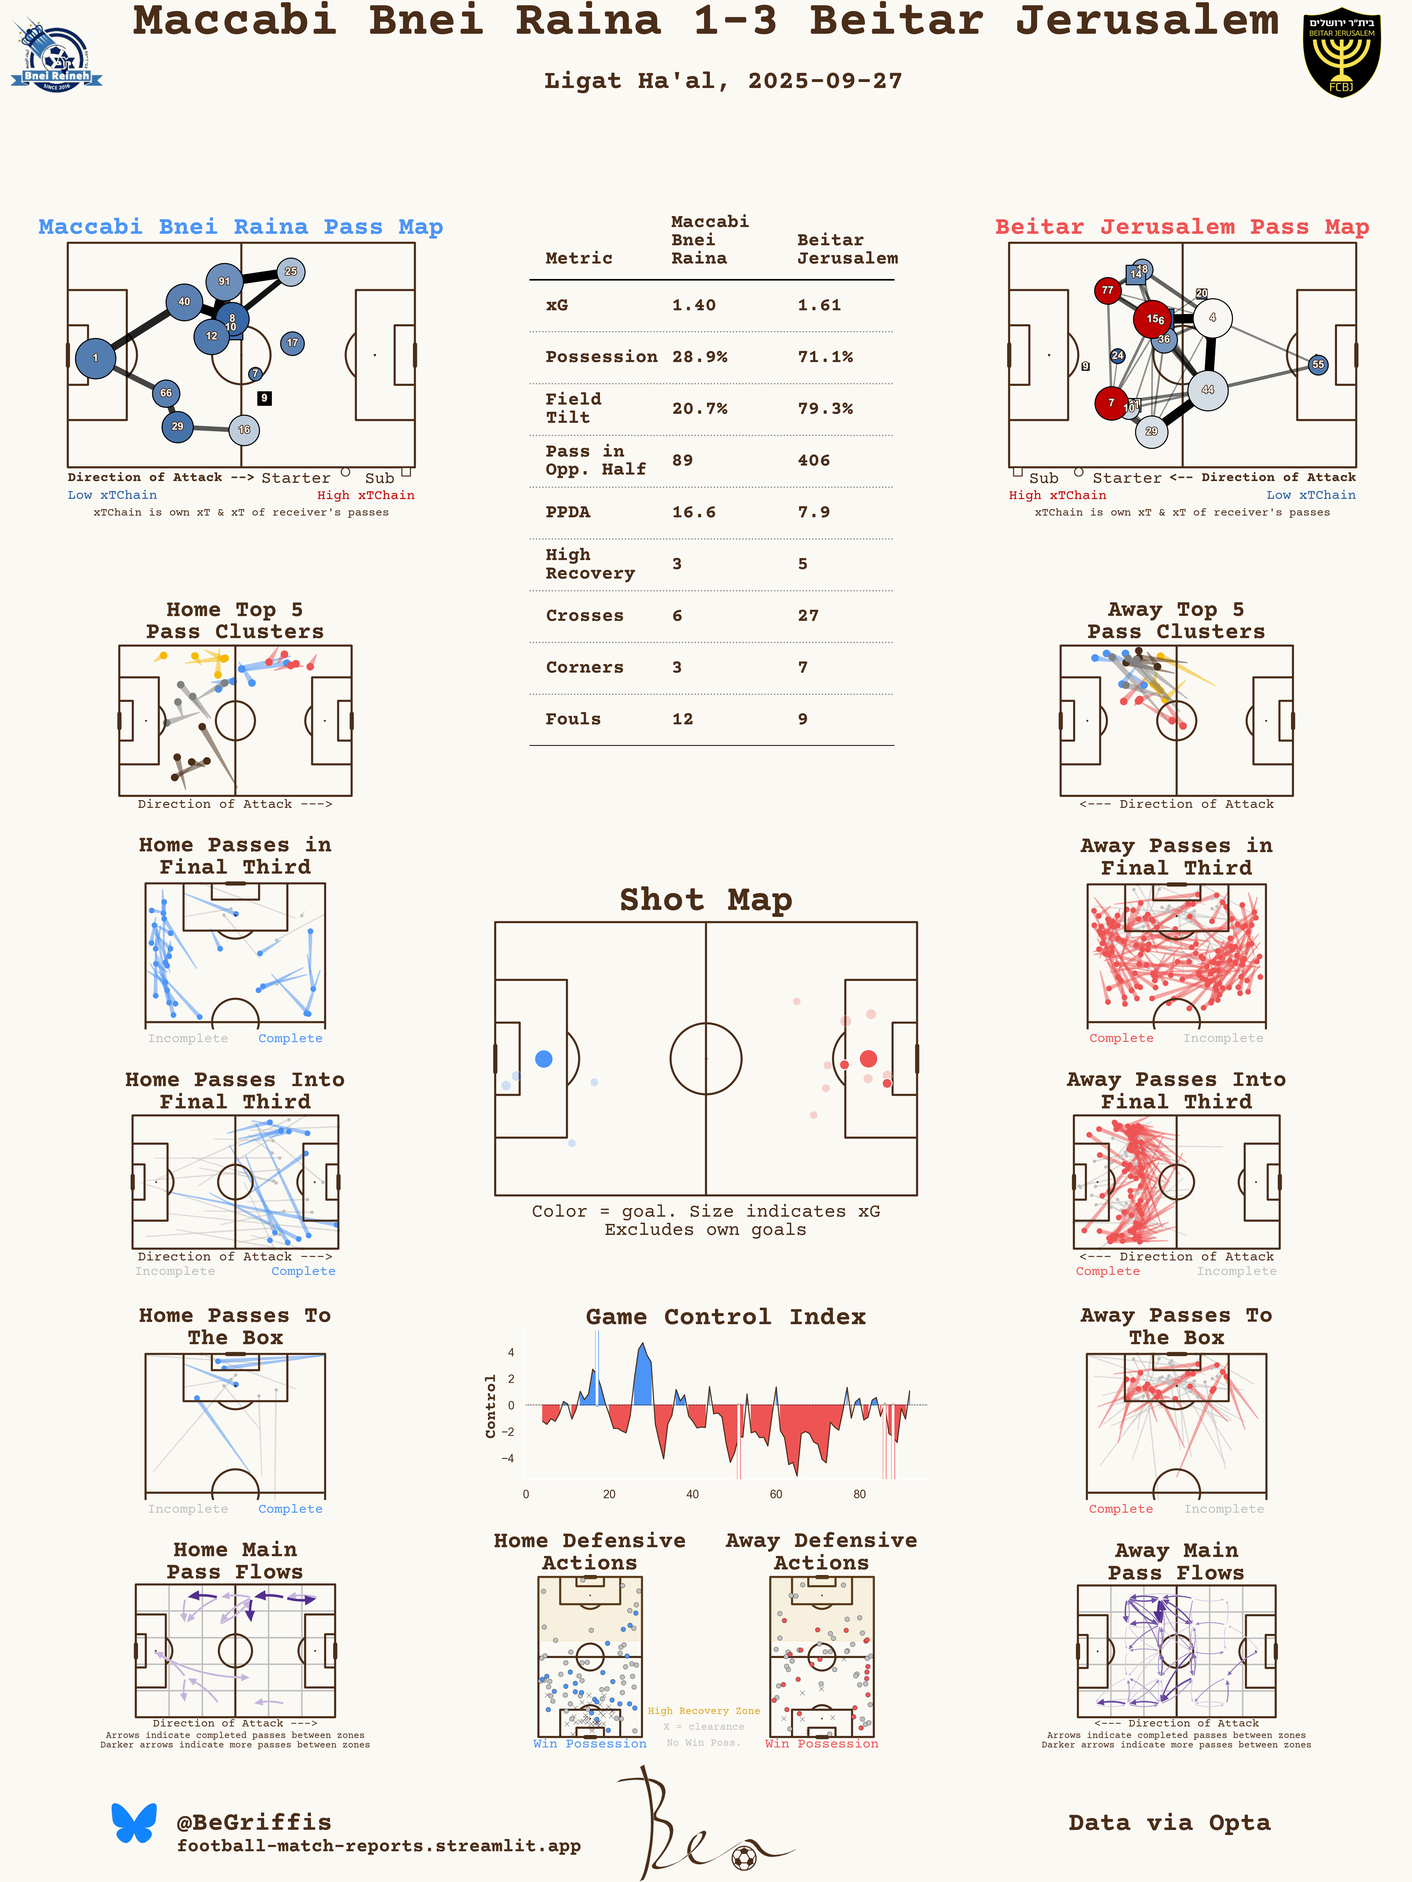 Maccabi Bnei Raina 1-3 Beitar Jerusalem
Ligat Ha'al, 2025-09-27
Bnei Reineh
SINCE 2016
בית"ר ירושלים
BEITAR JERUSALEM
FCBJ
Maccabi Bnei Raina Pass Map
25
91
40
8
10
12
17
1
7
66
9
29
16
Direction of Attack --> Starter Sub
Low xTChain High xTChain
xTChain is own xT & xT of receiver's passes
Metric Maccabi Bnei Raina Beitar Jerusalem
xG 1.40 1.61
Possession 28.9% 71.1%
Field Tilt 20.7% 79.3%
Pass in Opp. Half 89 406
PPDA 16.6 7.9
High Recovery 3 5
Crosses 6 27
Corners 3 7
Fouls 12 9
Beitar Jerusalem Pass Map
18
14
77
20
15
6
4
36
24
9
55
44
7
10
29
Sub Starter <-- Direction of Attack
High xTChain Low xTChain
xTChain is own xT & xT of receiver's passes
Home Top 5
Pass Clusters
Direction of Attack --->
Away Top 5
Pass Clusters
<--- Direction of Attack
Home Passes in
Final Third
Incomplete Complete
Away Passes in
Final Third
Complete Incomplete
Shot Map
Color = goal. Size indicates xG
Excludes own goals
Home Passes Into
Final Third
Direction of Attack --->
Incomplete Complete
Away Passes Into
Final Third
<--- Direction of Attack
Complete Incomplete
Home Passes To
The Box
Incomplete Complete
Game Control Index
Control
4
2
0
−2
−4
0 20 40 60 80
Away Passes To
The Box
Complete Incomplete
Home Main
Pass Flows
Direction of Attack --->
Arrows indicate completed passes between zones
Darker arrows indicate more passes between zones
Home Defensive
Actions
Win Possession
High Recovery Zone
X = clearance
No Win Poss.
Away Defensive
Actions
Win Possession
Away Main
Pass Flows
<--- Direction of Attack
Arrows indicate completed passes between zones
Darker arrows indicate more passes between zones
@BeGriffis
football-match-reports.streamlit.app
Ben
Data via Opta